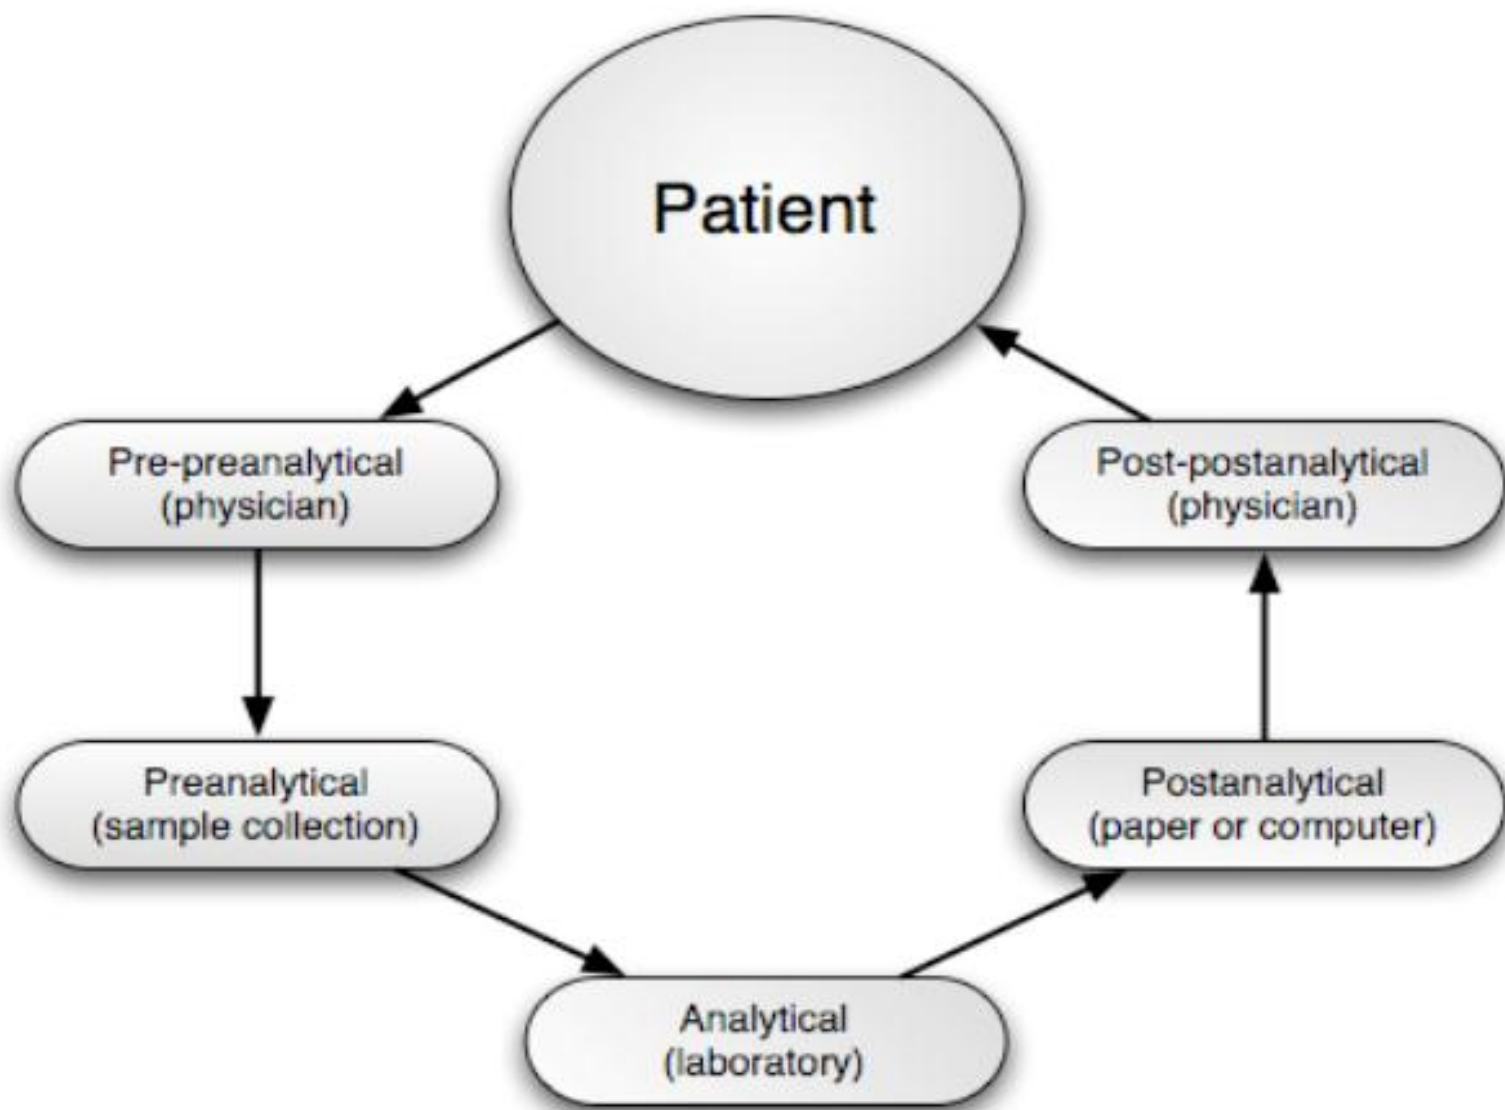 Patient
Pre-preanalytical
(physician)
Post-postanalytical
(physician)
Preanalytical
(sample collection)
Postanalytical
(paper or computer)
Analytical
(laboratory)